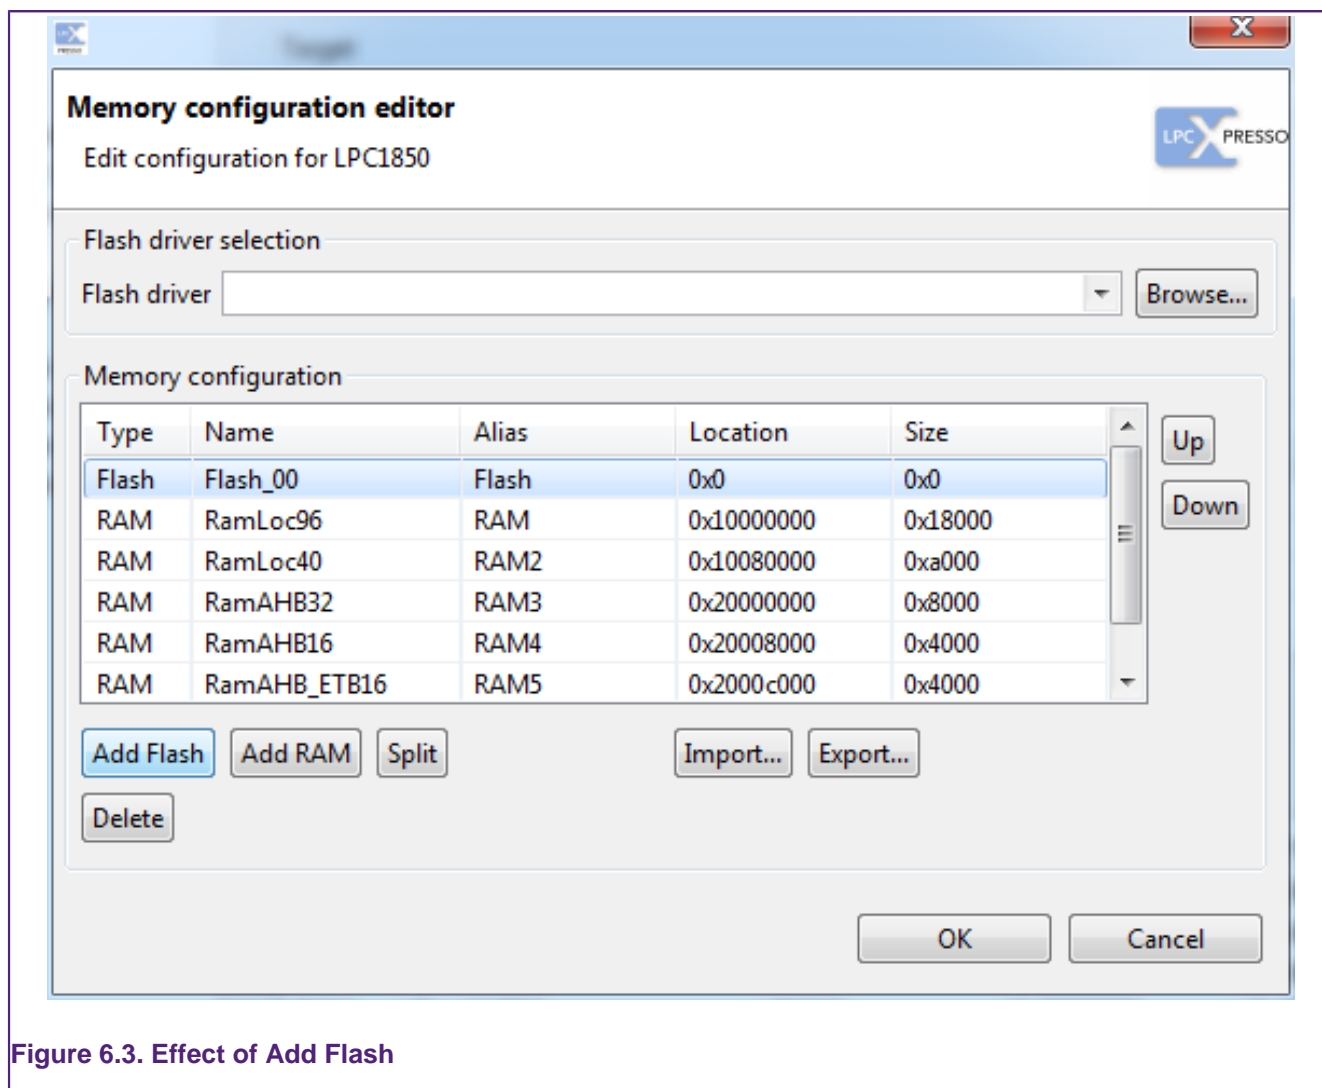 Target
X
PRESSO
Memory configuration editor
Edit configuration for LPC1850
LPC XPRESSO
Flash driver selection
Flash driver Browse...
Memory configuration
Type Name Alias Location Size
Flash Flash_00 Flash 0x0 0x0
RAM RamLoc96 RAM 0x10000000 0x18000
RAM RamLoc40 RAM2 0x10080000 0xa000
RAM RamAHB32 RAM3 0x20000000 0x8000
RAM RamAHB16 RAM4 0x20008000 0x4000
RAM RamAHB_ETB16 RAM5 0x2000c000 0x4000
Up
Down
Add Flash Add RAM Split Import... Export...
Delete
OK Cancel
Figure 6.3. Effect of Add Flash